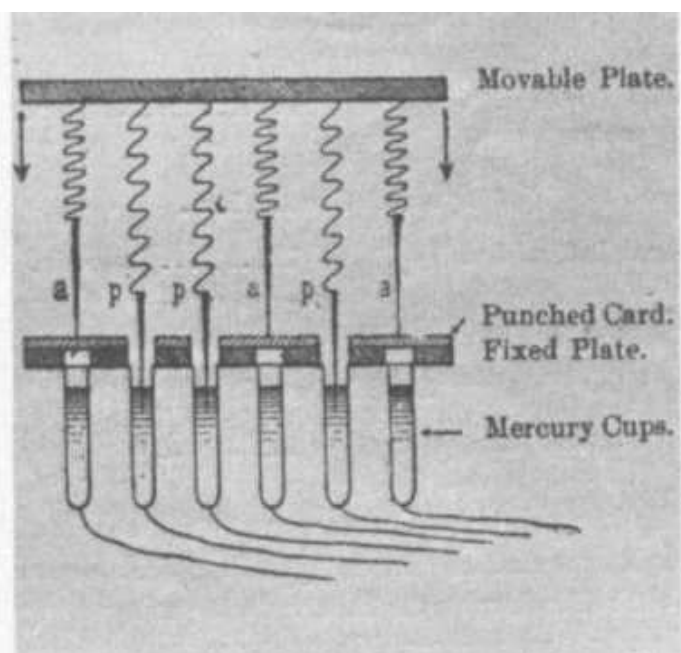 Movable Plate.
a p p a p a
Punched Card.
Fixed Plate.
Mercury Cups.